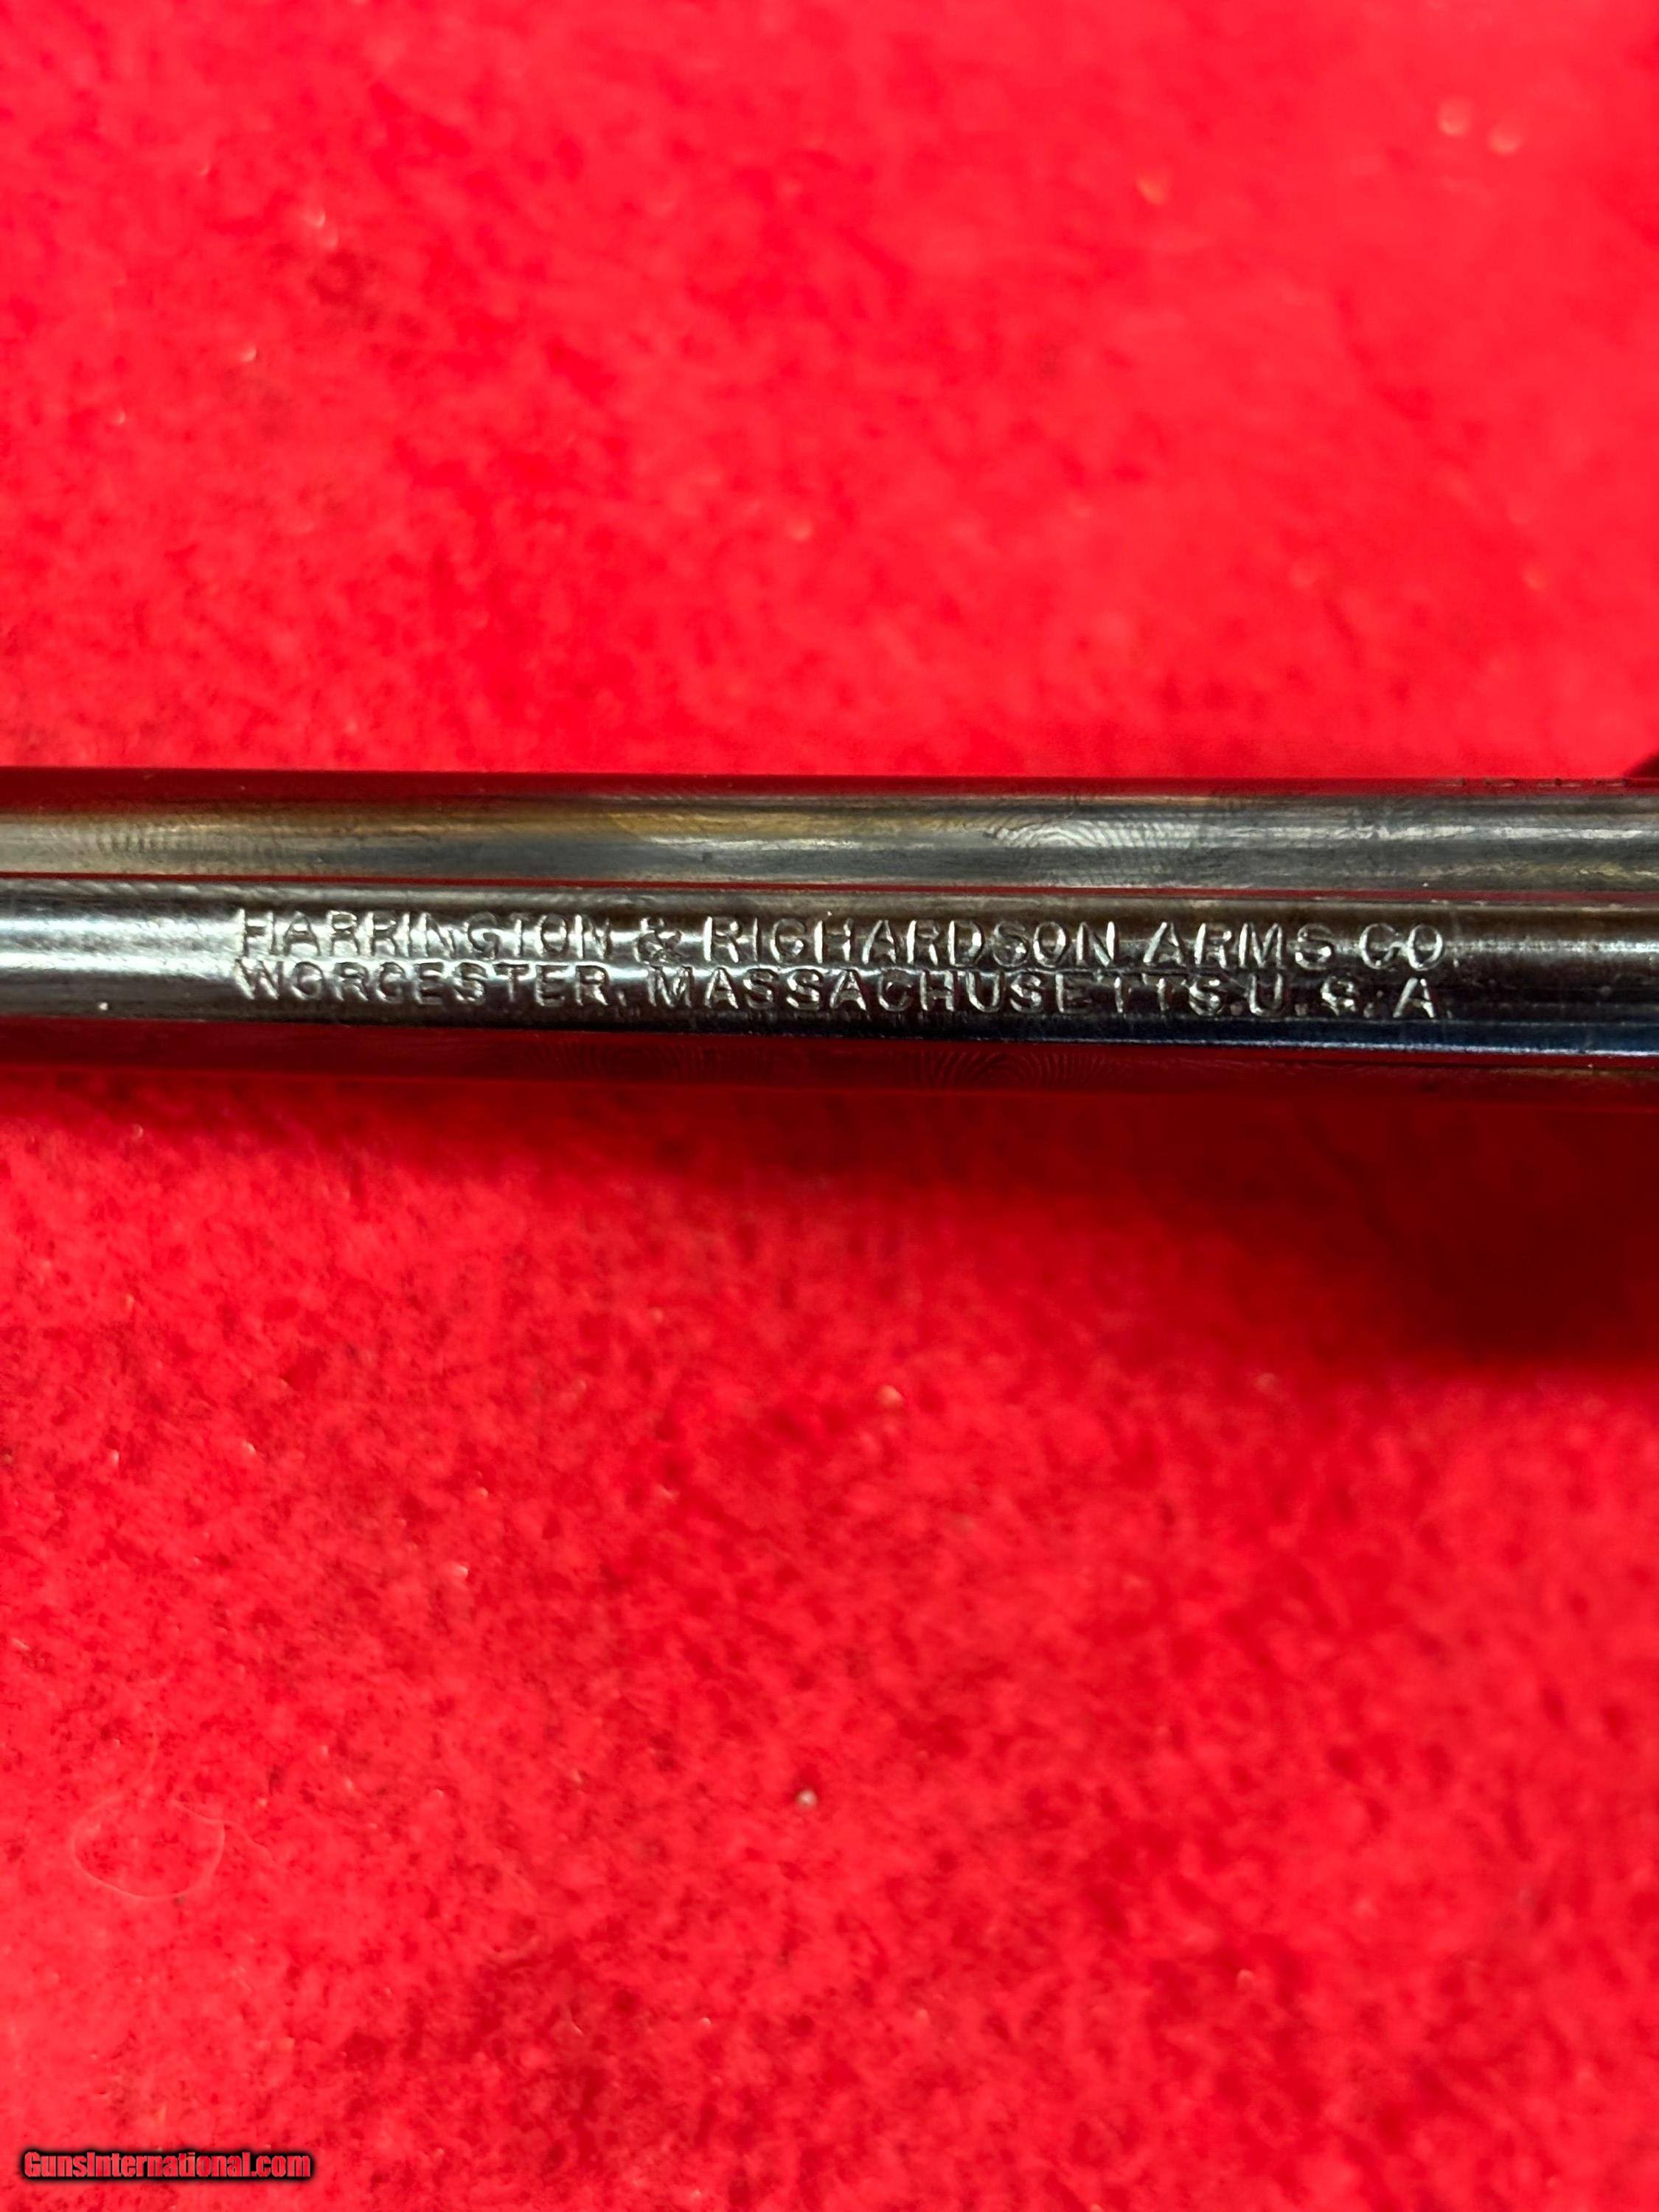 HARRINGTON & RICHARDSON ARMS CO.
WORCESTER, MASSACHUSETTS. U.S.A.
GunsInternational.com